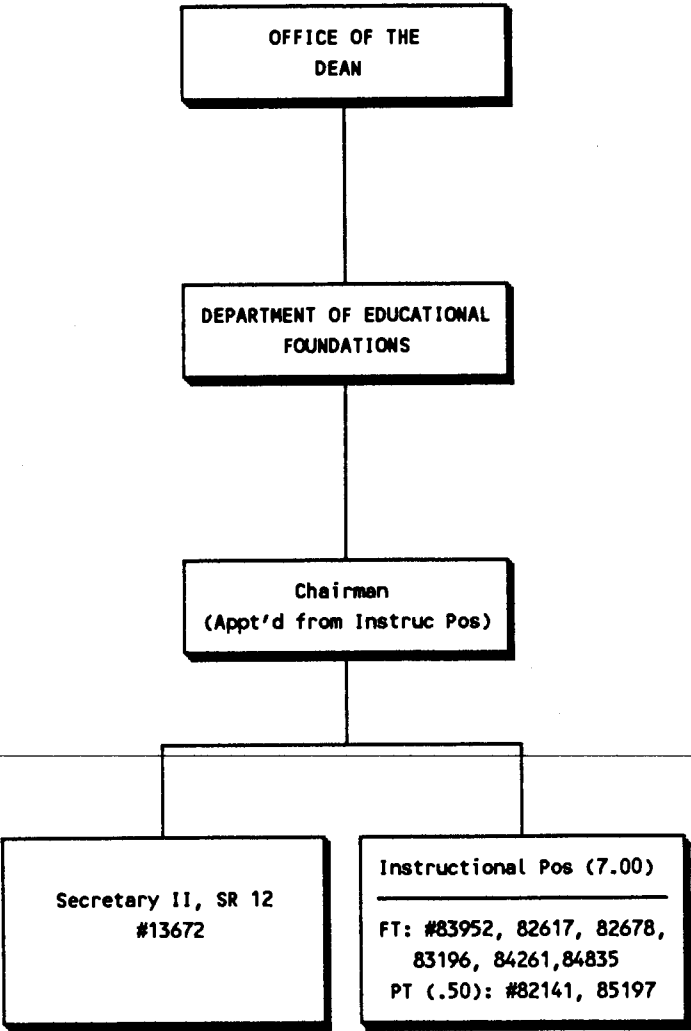 OFFICE OF THE
DEAN
DEPARTMENT OF EDUCATIONAL
FOUNDATIONS
Chairman
(Appt'd from Instruc Pos)
Secretary II, SR 12
#13672
Instructional Pos (7.00)
FT: #83952, 82617, 82678,
83196, 84261,84835
PT (.50): #82141, 85197